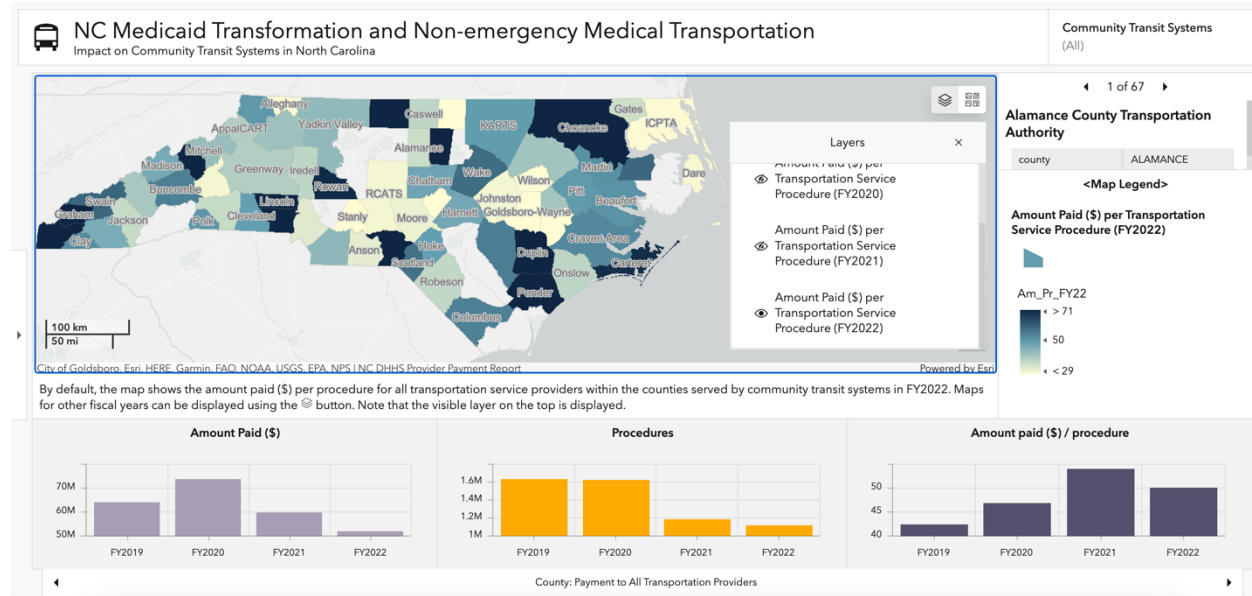 NC Medicaid Transformation and Non-emergency Medical Transportation
Impact on Community Transit Systems in North Carolina
Community Transit Systems
(All)
Alleghany
Caswell
Gates
AppalCART
Yadkin Valley
KARTS
Choanoke
ICPTA
Mitchell
Alamance
Madison
Greenway
Iredell
Martin
Dare
Buncombe
Rowan
RCATS
Chatham
Wake
Wilson
Pitt
Swain
Lincoln
Johnston
Beaufort
Graham
Jackson
Polk
Cleveland
Stanly
Moore
Harnett
Goldsboro-Wayne
Clay
Anson
Hoke
Craven Area
Scotland
Duplin
Carteret
Robeson
Onslow
Pender
Columbus
100 km
50 mi
City of Goldsboro, Esri, HERE, Garmin, FAO, NOAA, USGS, EPA, NPS | NC DHHS Provider Payment Report
Powered by Esri
Layers
Amount Paid ($) per
Transportation Service
Procedure (FY2020)
Amount Paid ($) per
Transportation Service
Procedure (FY2021)
Amount Paid ($) per
Transportation Service
Procedure (FY2022)
1 of 67
Alamance County Transportation
Authority
county ALAMANCE
<Map Legend>
Amount Paid ($) per Transportation
Service Procedure (FY2022)
Am_Pr_FY22
> 71
50
< 29
By default, the map shows the amount paid ($) per procedure for all transportation service providers within the counties served by community transit systems in FY2022. Maps
for other fiscal years can be displayed using the button. Note that the visible layer on the top is displayed.
Amount Paid ($)
70M
60M
50M
FY2019 FY2020 FY2021 FY2022
Procedures
1.6M
1.4M
1.2M
1M
FY2019 FY2020 FY2021 FY2022
Amount paid ($) / procedure
50
45
40
FY2019 FY2020 FY2021 FY2022
County: Payment to All Transportation Providers